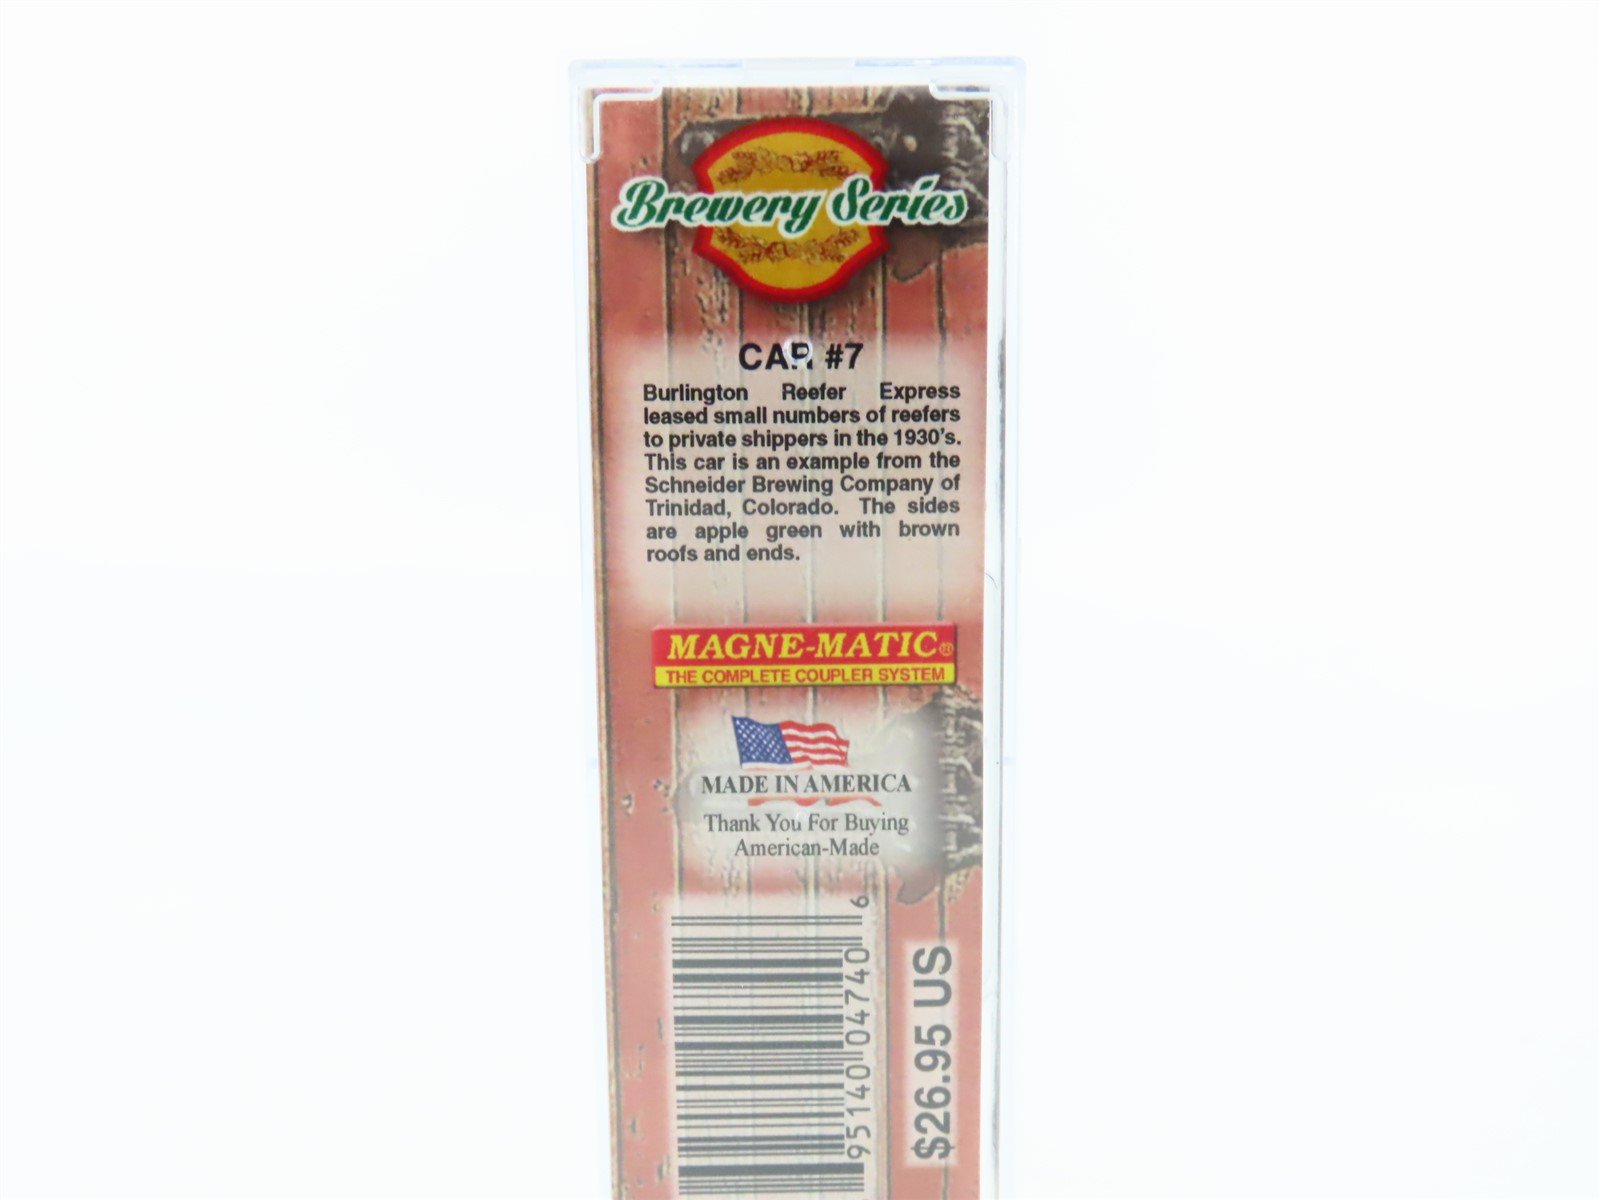 Brewery Series
CAR #7
Burlington Reefer Express
leased small numbers of reefers
to private shippers in the 1930's.
This car is an example from the
Schneider Brewing Company of
Trinidad, Colorado. The sides
are apple green with brown
roofs and ends.
MAGNE-MATIC®
THE COMPLETE COUPLER SYSTEM
MADE IN AMERICA
Thank You For Buying
American-Made
95140 04740 6
$26.95 US